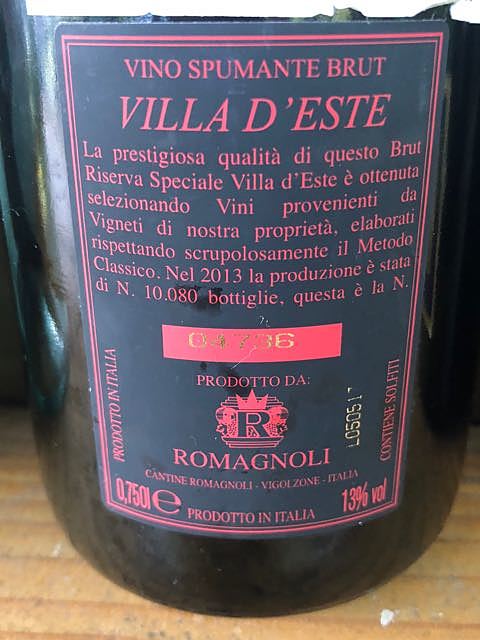 VINO SPUMANTE BRUT
VILLA D'ESTE
La prestigiosa qualità di questo Brut
Riserva Speciale Villa d'Este è ottenuta
selezionando Vini provenienti da
Vigneti di nostra proprietà, elaborati
rispettando scrupolosamente il Metodo
Classico. Nel 2013 la produzione è stata
di N. 10.080 bottiglie, questa è la N.
04736
PRODOTTO DA:
R
ROMAGNOLI
CANTINE ROMAGNOLI - VIGOLZONE - ITALIA
0,750l e
13% vol
PRODOTTO IN ITALIA
PRODOTTO IN ITALIA
L050517
CONTIENE SOLFITI